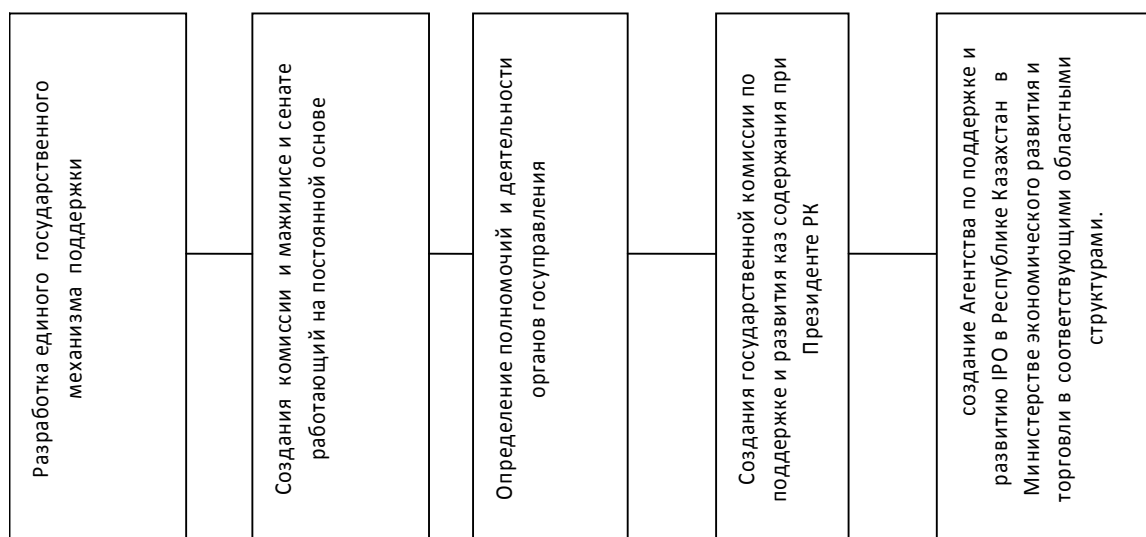 Разработка единого государственного
механизма поддержки
Создания комиссии и мажилисе и сенате
работающий на постоянной основе
Определение полномочий и деятельности
органов госуправления
Создания государственной комиссии по
поддержке и развития каз содержания при
Президенте РК
создание Агентства по поддержке и
развитию IPO в Республике Казахстан в
Министерстве экономического развития и
торговли в соответствующими областными
структурами.